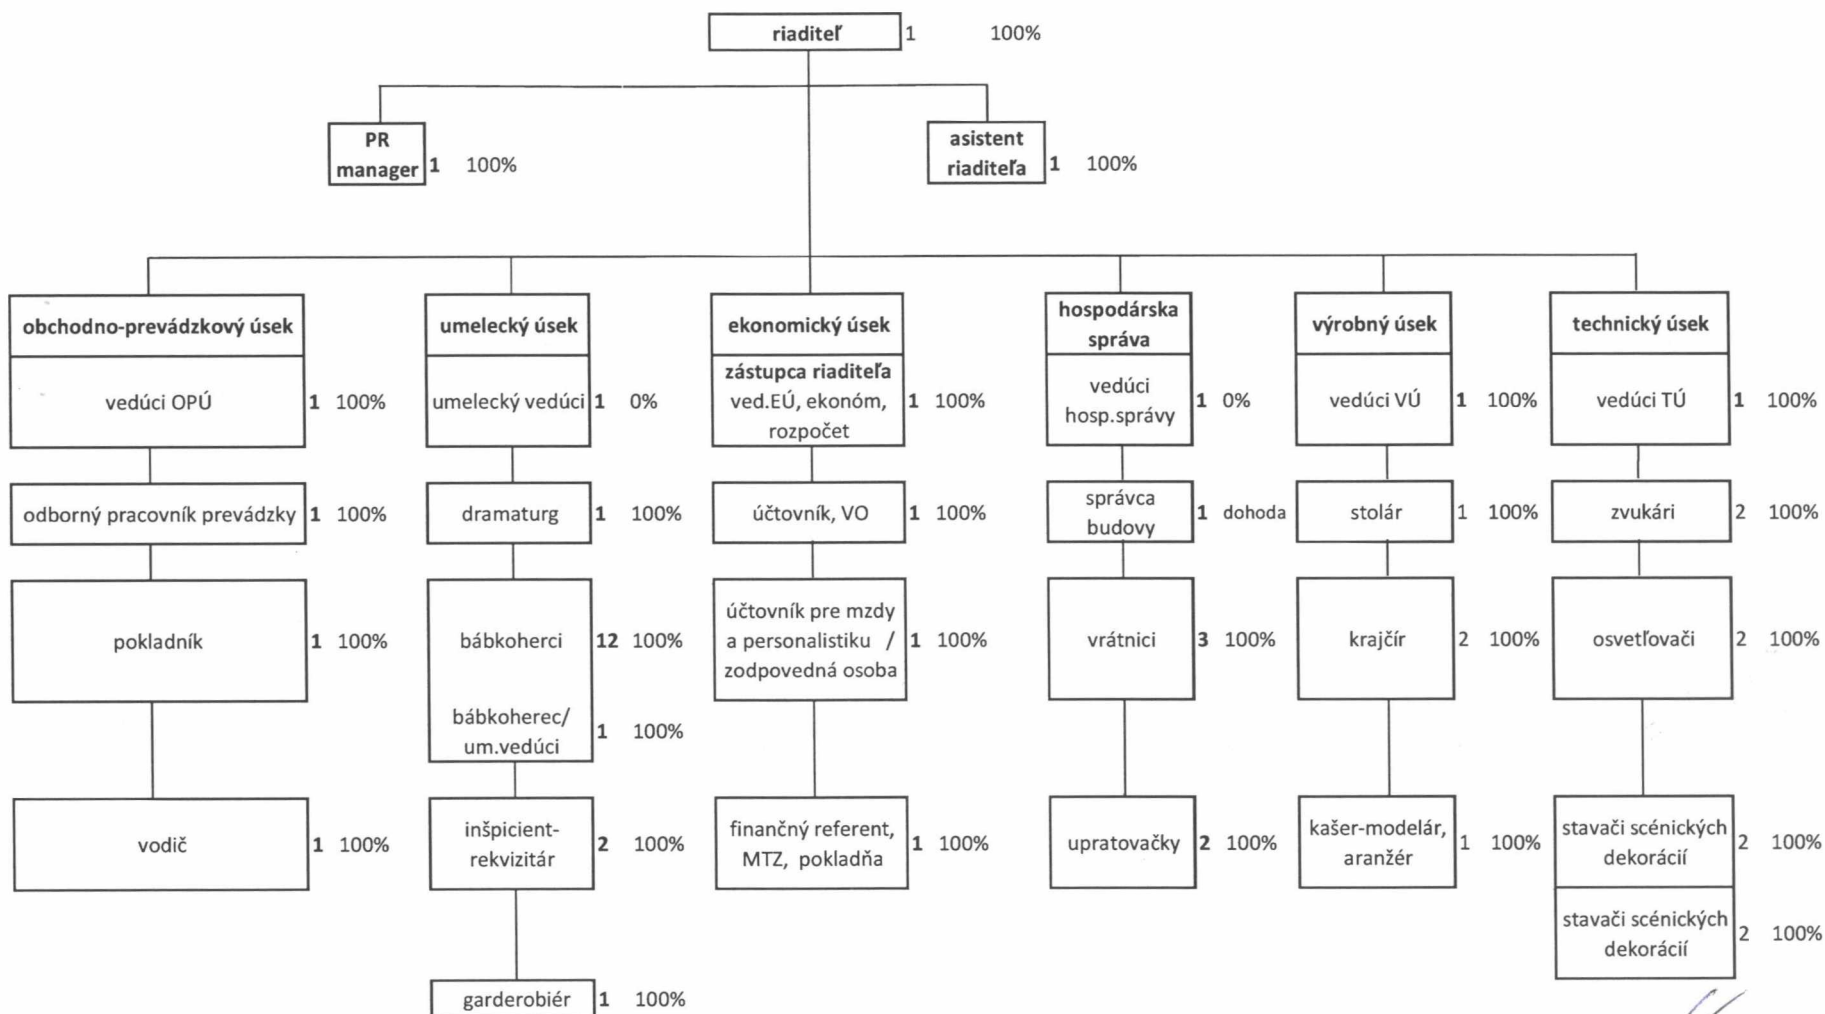 riaditeľ 1 100%
PR
manager 1 100%
asistent
riaditeľa 1 100%
obchodno-prevádzkový úsek
vedúci OPÚ 1 100%
odborný pracovník prevádzky 1 100%
pokladník 1 100%
vodič 1 100%
umelecký úsek
umelecký vedúci 1 0%
dramaturg 1 100%
bábkoherci 12 100%
bábkoherec/
um.vedúci 1 100%
inšpicient-
rekvizitár 2 100%
garderobiér 1 100%
ekonomický úsek
zástupca riaditeľa
ved.EÚ, ekonóm, 1 100%
rozpočet
účtovník, VO 1 100%
účtovník pre mzdy
a personalistiku / 1 100%
zodpovedná osoba
finančný referent,
MTZ, pokladňa 1 100%
hospodárska
správa
vedúci
hosp.správy 1 0%
správca
budovy 1 dohoda
vrátnici 3 100%
upratovačky 2 100%
výrobný úsek
vedúci VÚ 1 100%
stolár 1 100%
krajčír 2 100%
kašer-modelár,
aranžér 1 100%
technický úsek
vedúci TÚ 1 100%
zvukári 2 100%
osvetľovači 2 100%
stavači scénických
dekorácií 2 100%
stavači scénických
dekorácií 2 100%